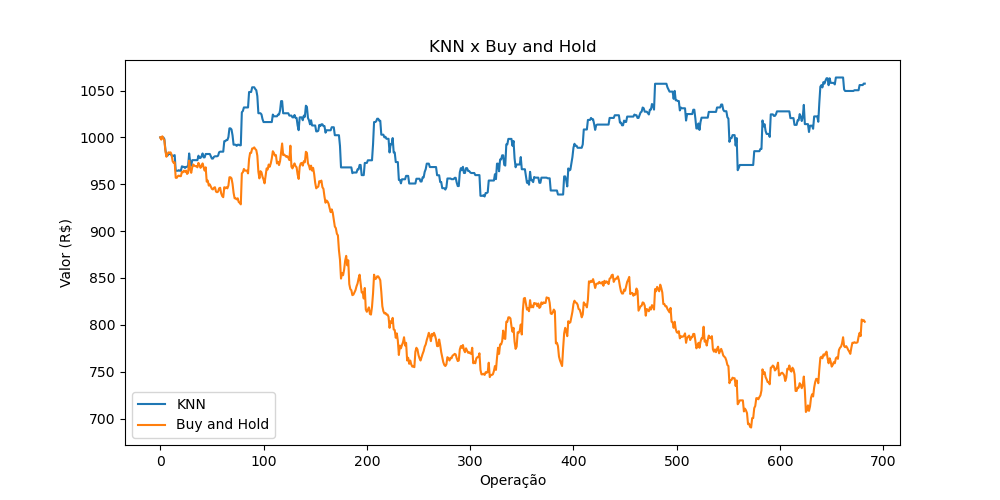 KNN x Buy and Hold
Valor (R$)
1050
1000
950
900
850
800
750
700
KNN
Buy and Hold
0 100 200 300 400 500 600 700
Operação